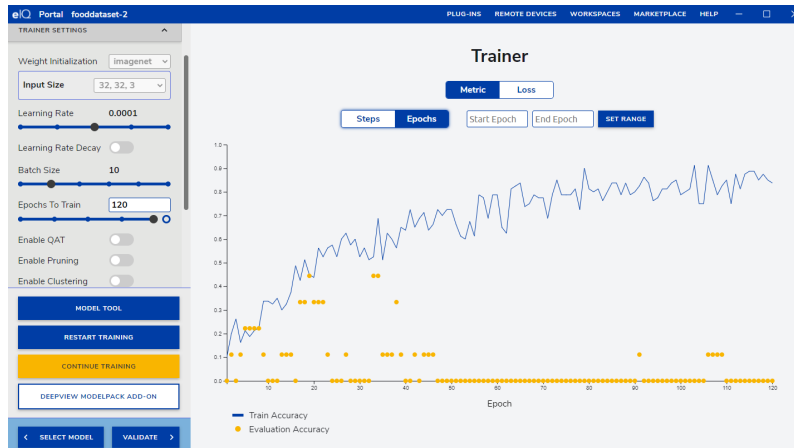 eIQ Portal fooddataset-2
PLUG-INS REMOTE DEVICES WORKSPACES MARKETPLACE HELP
TRAINER SETTINGS
Weight Initialization imagenet
Input Size 32, 32, 3
Learning Rate 0.0001
Learning Rate Decay
Batch Size 10
Epochs To Train 120
Enable QAT
Enable Pruning
Enable Clustering
MODEL TOOL
RESTART TRAINING
CONTINUE TRAINING
DEEPVIEW MODELPACK ADD-ON
SELECT MODEL VALIDATE
Trainer
Metric Loss
Steps Epochs Start Epoch End Epoch SET RANGE
1.0
0.9
0.8
0.7
0.6
0.5
0.4
0.3
0.2
0.1
0.0
10 20 30 40 50 60 70 80 90 100 110 120
Epoch
Train Accuracy
Evaluation Accuracy